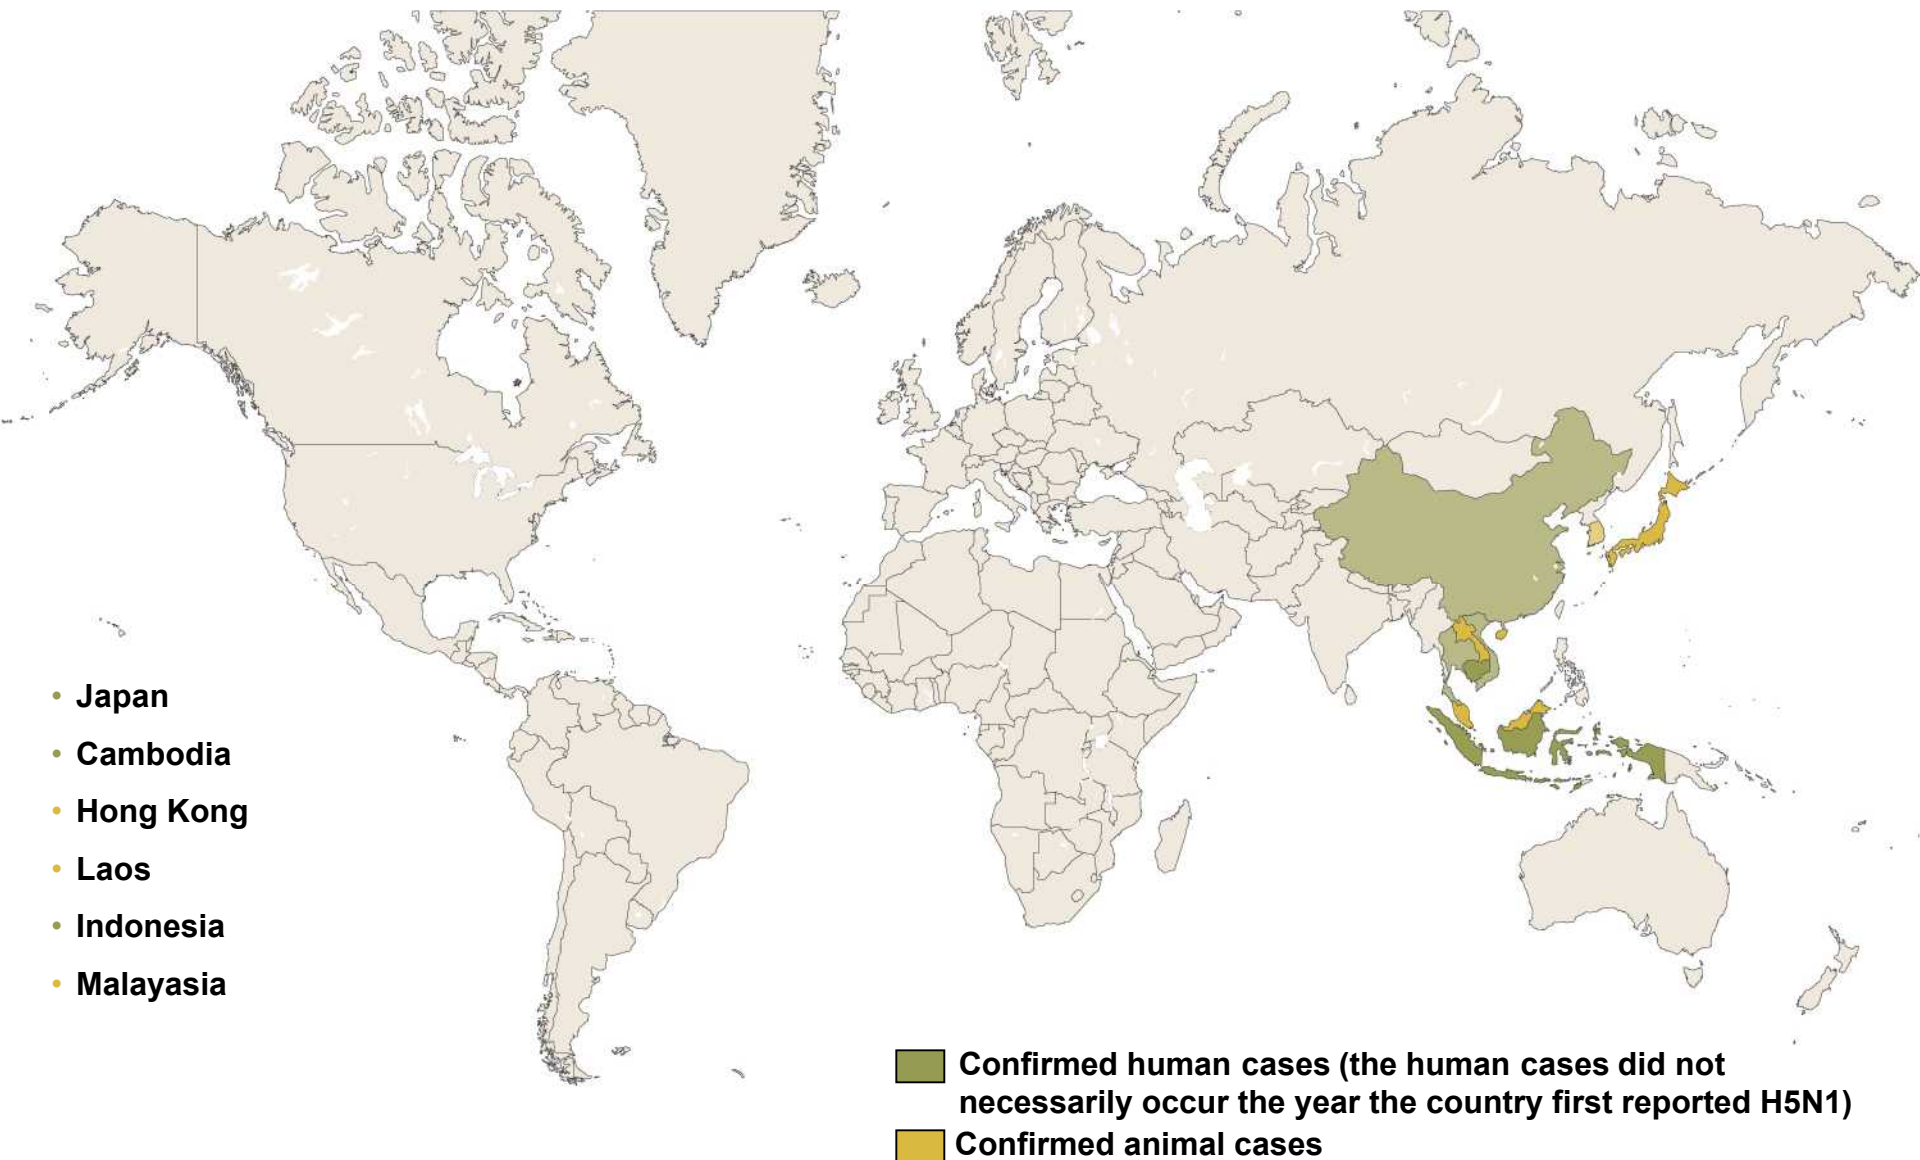 • Japan
• Cambodia
• Hong Kong
• Laos
• Indonesia
• Malayasia
Confirmed human cases (the human cases did not
necessarily occur the year the country first reported H5N1)
Confirmed animal cases